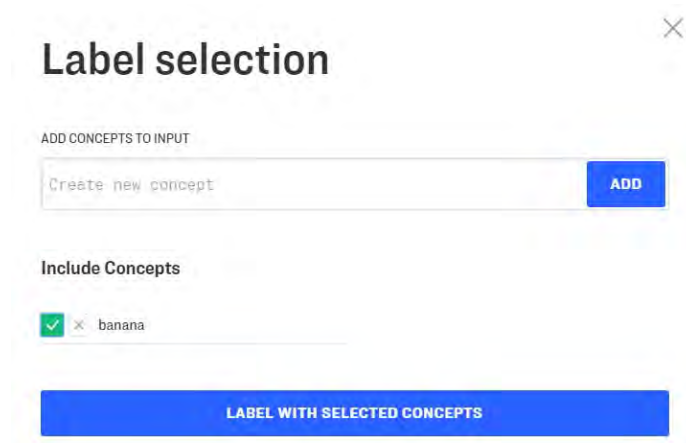 Label selection
ADD CONCEPTS TO INPUT
Create new concept
ADD
Include Concepts
banana
LABEL WITH SELECTED CONCEPTS